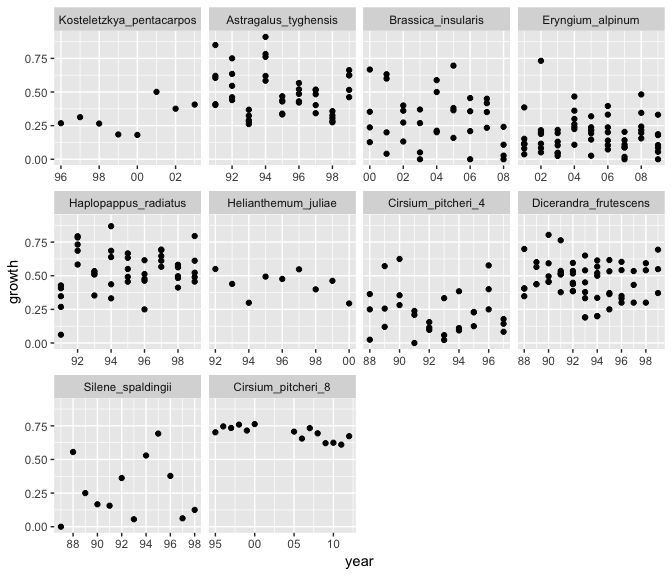 Kosteletzkya_pentacarpos Astragalus_tyghensis Brassica_insularis Eryngium_alpinum
0.75
0.50
0.25
0.00
96 98 00 02 92 94 96 98 00 02 04 06 08 02 04 06 08
Haplopappus_radiatus Helianthemum_juliae Cirsium_pitcheri_4 Dicerandra_frutescens
0.75
0.50
0.25
0.00
growth
92 94 96 98 92 94 96 98 00 88 90 92 94 96 88 90 92 94 96 98
Silene_spaldingii Cirsium_pitcheri_8
0.75
0.50
0.25
0.00
88 90 92 94 96 98 95 00 05 10
year